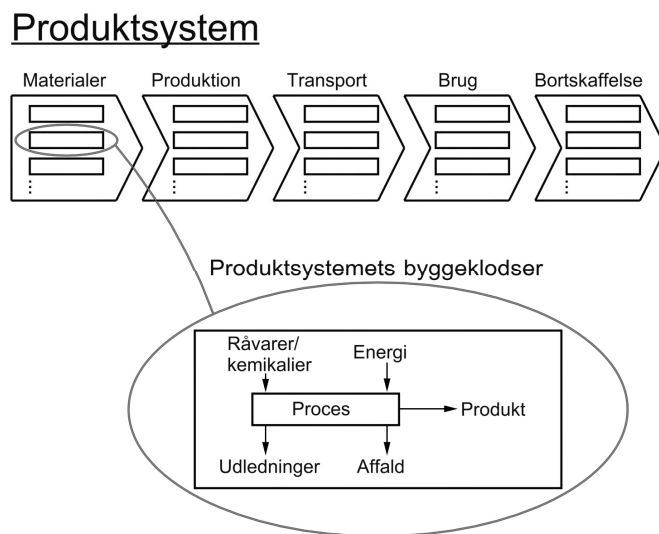 Produktsystem
Materialer Produktion Transport Brug Bortskaffelse
Produktsystemets byggeklodser
Råvarer/
kemikalier
Energi
Proces
Produkt
Udledninger
Affald